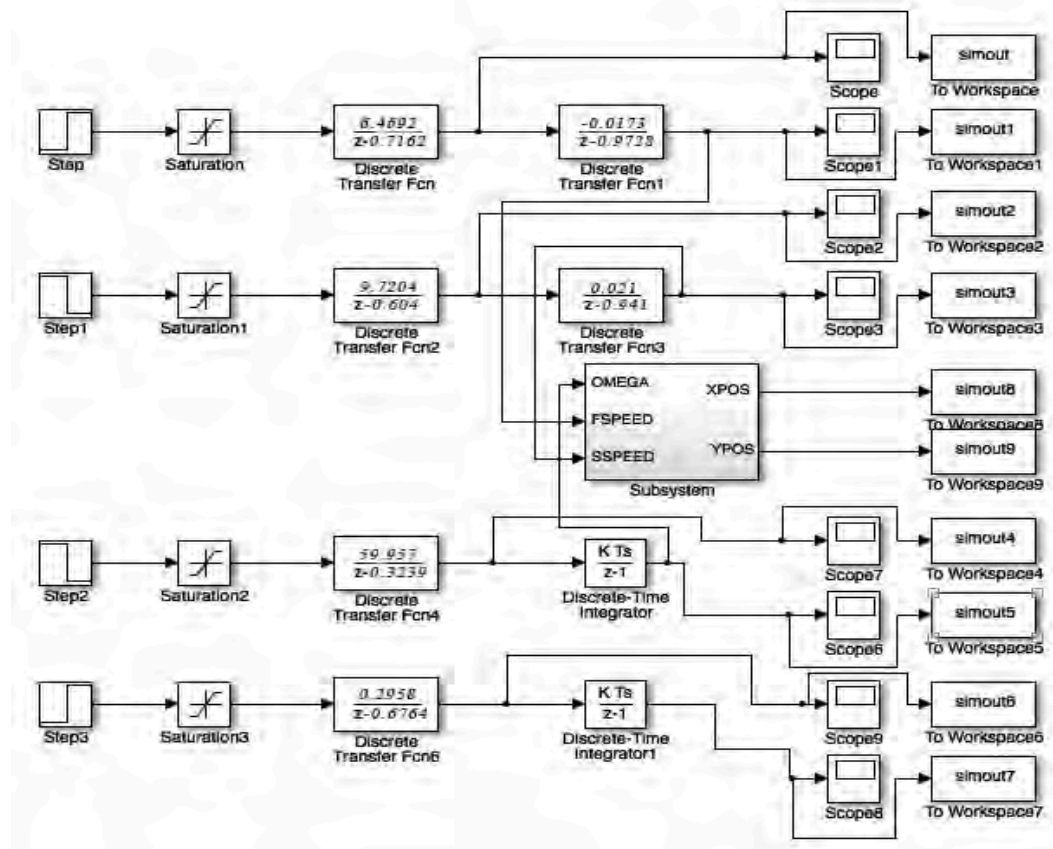 simout
Scope
To Workspace
Step
Saturation
6.4692
z-0.7162
Discrete
Transfer Fcn
-0.0173
z-0.9738
Discrete
Transfer Fcn1
Scope1
simout1
To Workspace1
Scope2
simout2
To Workspace2
Step1
Saturation1
9.7204
z-0.604
Discrete
Transfer Fcn2
0.021
z-0.941
Discrete
Transfer Fcn3
Scope3
simout3
To Workspace3
OMEGA
FSPEED
SSPEED
XPOS
YPOS
Subsystem
simout8
To Workspace8
simout9
To Workspace9
Step2
Saturation2
59.957
z-0.3239
Discrete
Transfer Fcn4
K Ts
z-1
Discrete-Time
Integrator
Scope7
simout4
To Workspace4
Scope6
simout5
To Workspace5
Step3
Saturation3
0.2958
z-0.6764
Discrete
Transfer Fcn6
K Ts
z-1
Discrete-Time
Integrator1
Scope9
simout6
To Workspace6
Scope8
simout7
To Workspace7